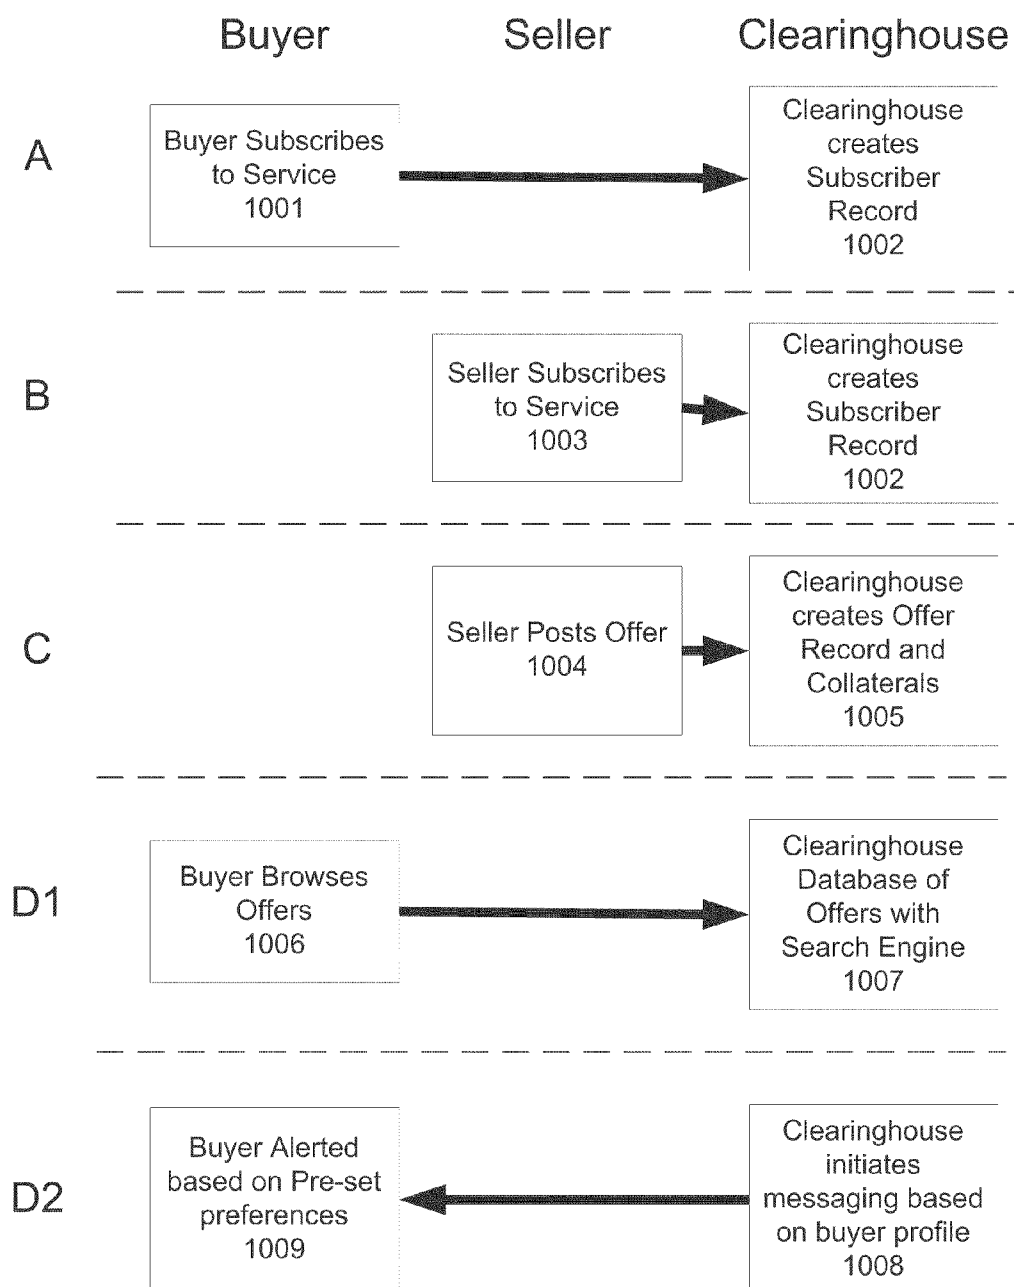 Buyer
Seller
Clearinghouse
A
Buyer Subscribes
to Service
1001
Clearinghouse
creates
Subscriber
Record
1002
B
Seller Subscribes
to Service
1003
Clearinghouse
creates
Subscriber
Record
1002
C
Seller Posts Offer
1004
Clearinghouse
creates Offer
Record and
Collaterals
1005
D1
Buyer Browses
Offers
1006
Clearinghouse
Database of
Offers with
Search Engine
1007
D2
Buyer Alerted
based on Pre-set
preferences
1009
Clearinghouse
initiates
messaging based
on buyer profile
1008